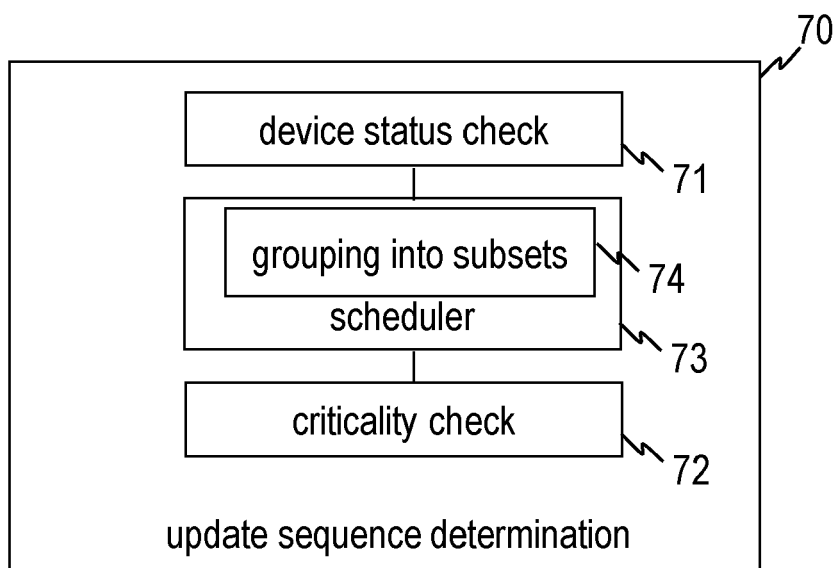 70
device status check
71
grouping into subsets
74
scheduler
73
criticality check
72
update sequence determination